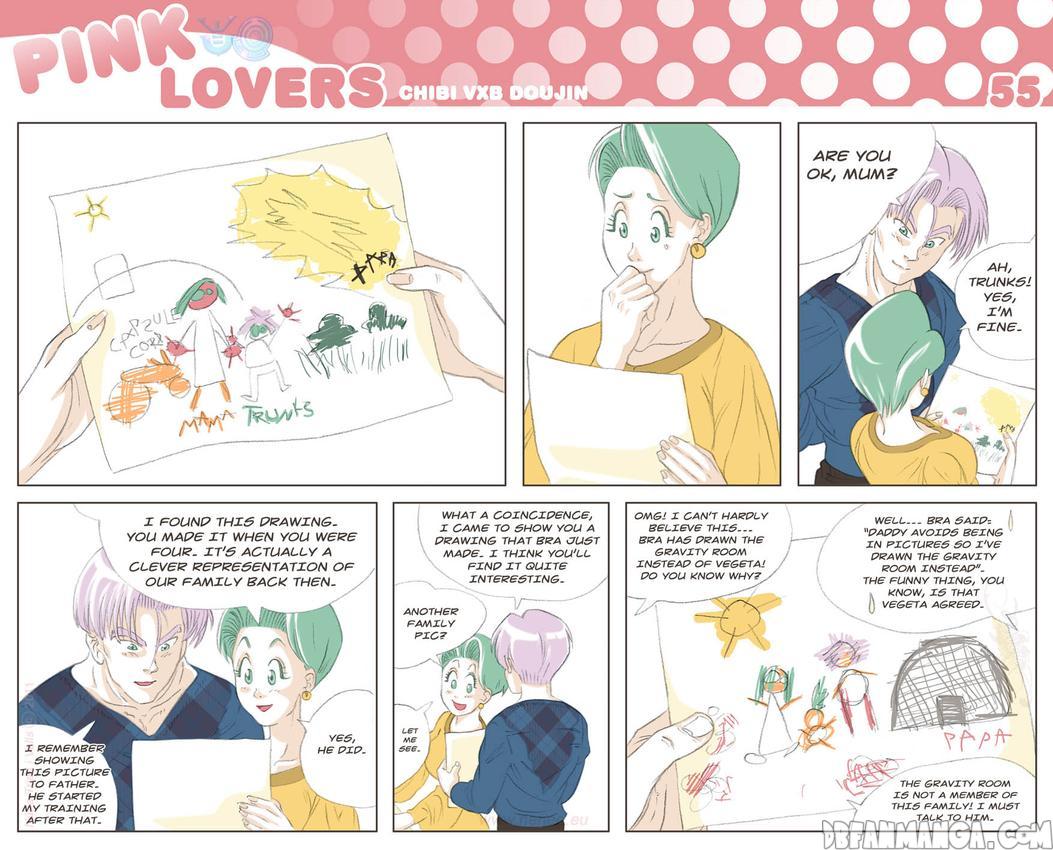 PINK
LOVERS
CHIBI VXB DOUJIN
55
PAPA
CAPZULE
CORP
MAMA
TRUNKS
ARE YOU
OK, MUM?
AH,
TRUNKS!
YES,
I'M
FINE.
I FOUND THIS DRAWING.
YOU MADE IT WHEN YOU WERE
FOUR. IT'S ACTUALLY A
CLEVER REPRESENTATION OF
OUR FAMILY BACK THEN.
I REMEMBER
SHOWING
THIS PICTURE
TO FATHER.
HE STARTED
MY TRAINING
AFTER THAT.
YES,
HE DID.
WHAT A COINCIDENCE,
I CAME TO SHOW YOU A
DRAWING THAT BRA JUST
MADE. I THINK YOU'LL
FIND IT QUITE
INTERESTING.
ANOTHER
FAMILY
PIC?
LET
ME
SEE.
OMG! I CAN'T HARDLY
BELIEVE THIS...
BRA HAS DRAWN THE
GRAVITY ROOM
INSTEAD OF VEGETA!
DO YOU KNOW WHY?
WELL... BRA SAID:
"DADDY AVOIDS BEING
IN PICTURES SO I'VE
DRAWN THE GRAVITY
ROOM INSTEAD".
THE FUNNY THING, YOU
KNOW, IS THAT
VEGETA AGREED.
PAPA
THE GRAVITY ROOM
IS NOT A MEMBER OF
THIS FAMILY! I MUST
TALK TO HIM.
DBFANMANGA.COM